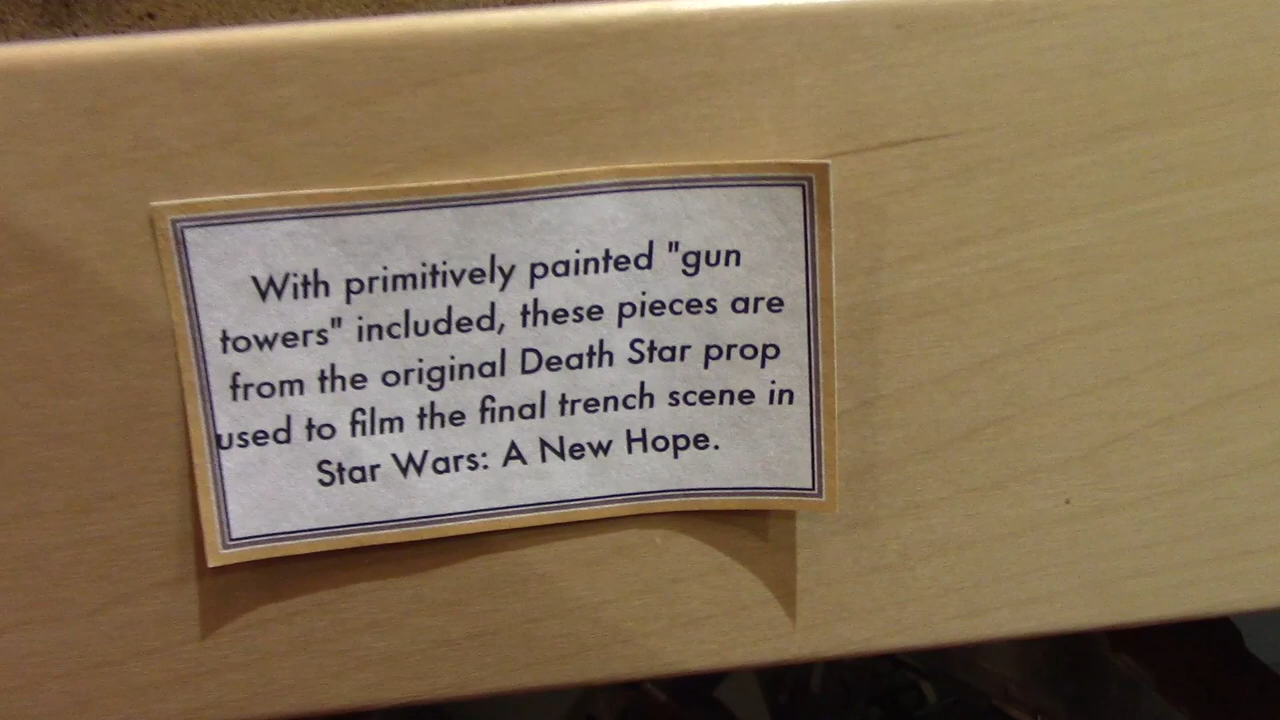 With primitively painted "gun
towers" included, these pieces are
from the original Death Star prop
used to film the final trench scene in
Star Wars: A New Hope.